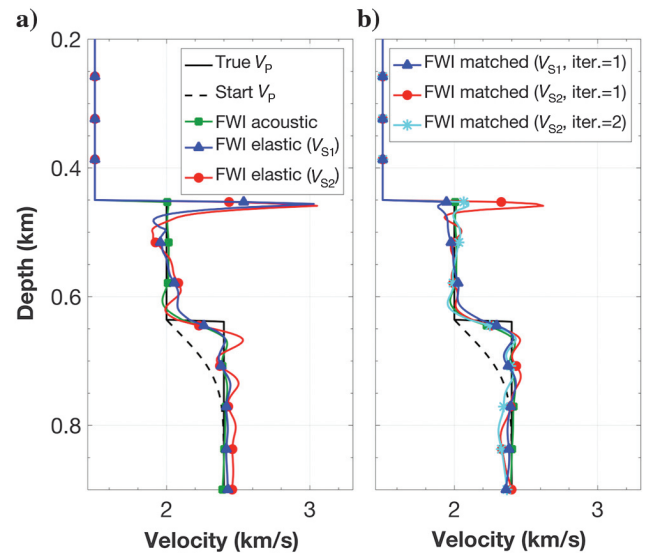 a)
b)
0.2
0.4
0.6
0.8
Depth (km)
True VP
Start VP
FWI acoustic
FWI elastic (VS1)
FWI elastic (VS2)
FWI matched (VS1, iter.=1)
FWI matched (VS2, iter.=1)
FWI matched (VS2, iter.=2)
2
3
2
3
Velocity (km/s)
Velocity (km/s)